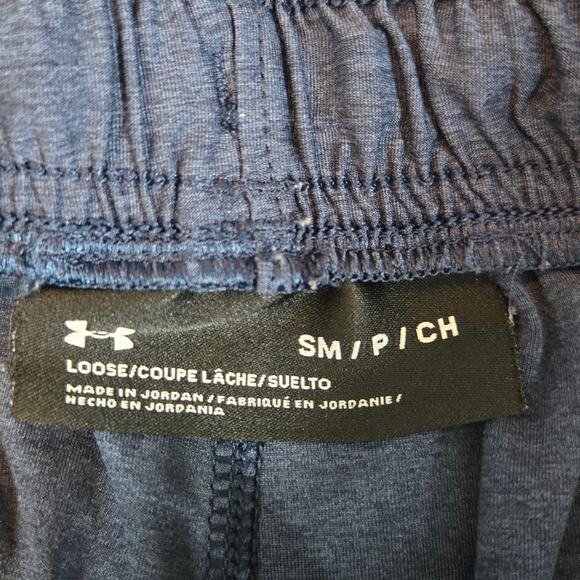 SM / P / CH
LOOSE/COUPE LÂCHE/SUELTO
MADE IN JORDAN / FABRIQUÉ EN JORDANIE /
HECHO EN JORDANIA